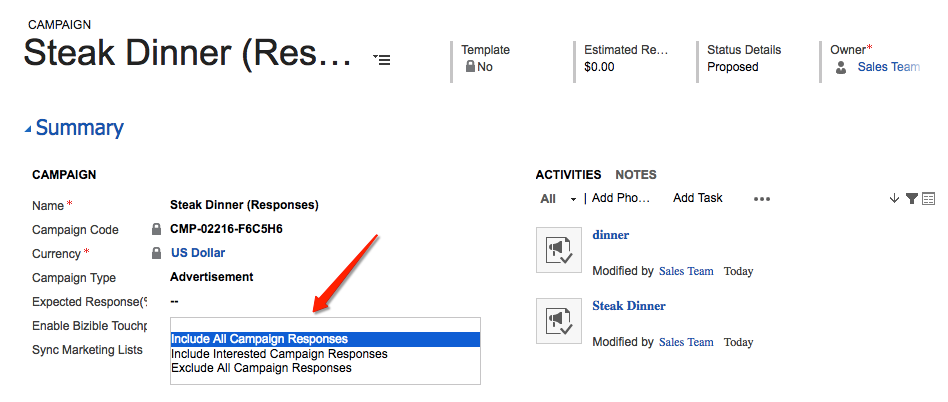 CAMPAIGN
Steak Dinner (Res...
Template
No
Estimated Re...
$0.00
Status Details
Proposed
Owner*
Sales Team
Summary
CAMPAIGN
Name *
Steak Dinner (Responses)
Campaign Code
CMP-02216-F6C5H6
Currency *
US Dollar
Campaign Type
Advertisement
Expected Response(%
--
Enable Bizible Touchp
Include All Campaign Responses
Include Interested Campaign Responses
Exclude All Campaign Responses
Sync Marketing Lists
ACTIVITIES NOTES
All | Add Pho... Add Task ...
dinner
Modified by Sales Team Today
Steak Dinner
Modified by Sales Team Today